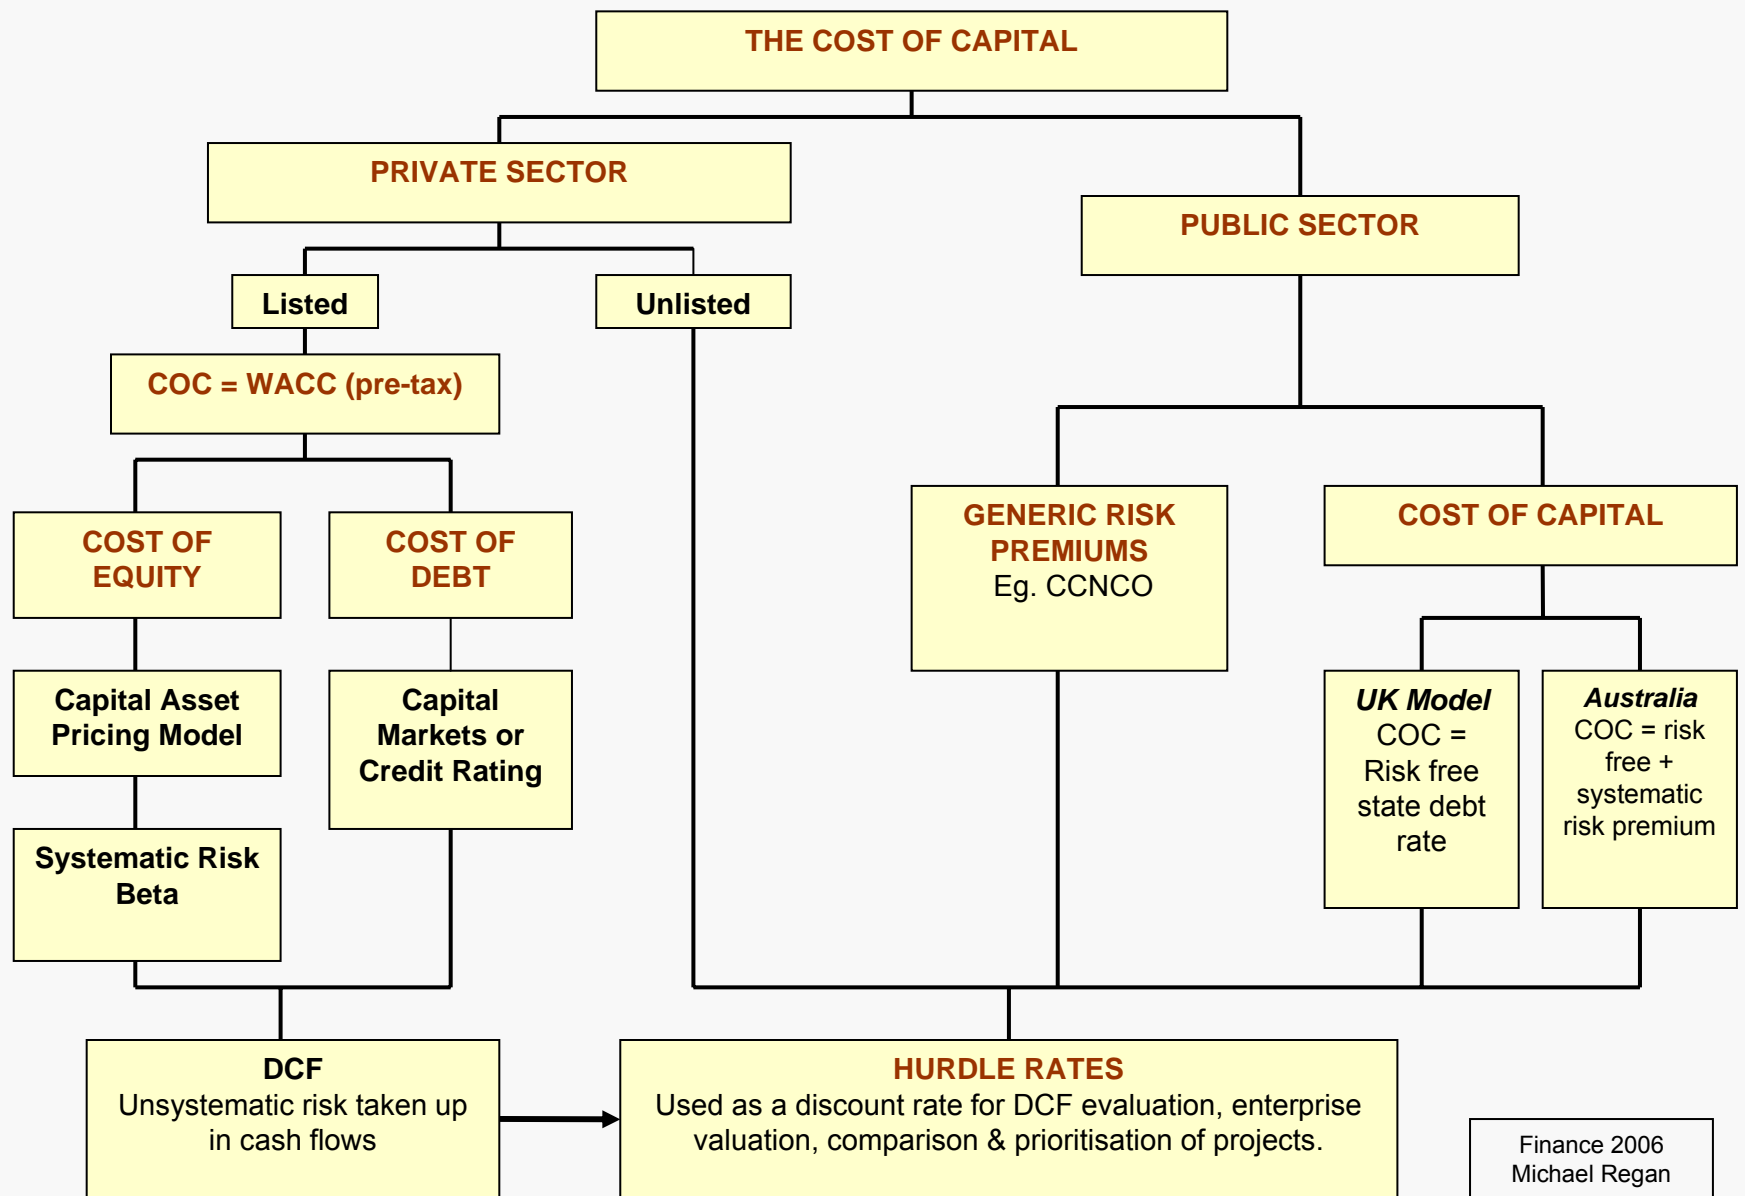 THE COST OF CAPITAL
PRIVATE SECTOR
PUBLIC SECTOR
Listed
Unlisted
COC = WACC (pre-tax)
COST OF
EQUITY
COST OF
DEBT
GENERIC RISK
PREMIUMS
Eg. CCNCO
COST OF CAPITAL
Capital Asset
Pricing Model
Capital
Markets or
Credit Rating
UK Model
COC =
Risk free
state debt
rate
Australia
COC = risk
free +
systematic
risk premium
Systematic Risk
Beta
DCF
Unsystematic risk taken up
in cash flows
HURDLE RATES
Used as a discount rate for DCF evaluation, enterprise
valuation, comparison & prioritisation of projects.
Finance 2006
Michael Regan